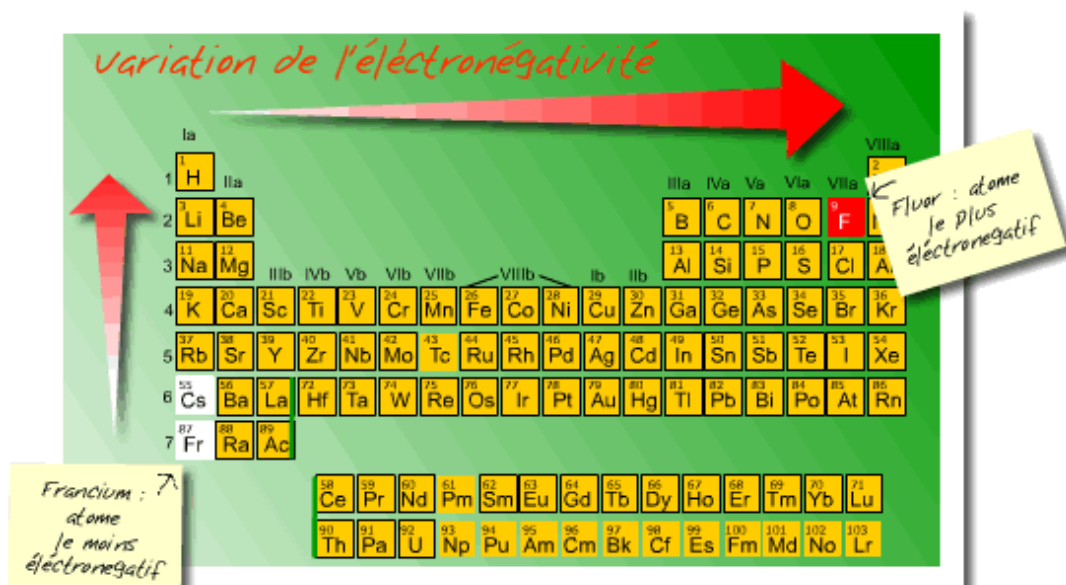 variation de l'éléctronégativité
Ia
VIIIa
1 1 H IIa IIIa IVa Va VIa VIIa 2
2 3 Li 4 Be 5 B 6 C 7 N 8 O 9 F
Fluor : atome
le plus
éléctronegatif
3 11 Na 12 Mg IIIb IVb Vb VIb VIIb VIIIb Ib IIb 13 Al 14 Si 15 P 16 S 17 Cl 18
4 19 K 20 Ca 21 Sc 22 Ti 23 V 24 Cr 25 Mn 26 Fe 27 Co 28 Ni 29 Cu 30 Zn 31 Ga 32 Ge 33 As 34 Se 35 Br 36 Kr
5 37 Rb 38 Sr 39 Y 40 Zr 41 Nb 42 Mo 43 Tc 44 Ru 45 Rh 46 Pd 47 Ag 48 Cd 49 In 50 Sn 51 Sb 52 Te 53 I 54 Xe
6 55 Cs 56 Ba 57 La 72 Hf 73 Ta 74 W 75 Re 76 Os 77 Ir 78 Pt 79 Au 80 Hg 81 Tl 82 Pb 83 Bi 84 Po 85 At 86 Rn
7 87 Fr 88 Ra 89 Ac
Francium :
atome
le moins
éléctronegatif
58 Ce 59 Pr 60 Nd 61 Pm 62 Sm 63 Eu 64 Gd 65 Tb 66 Dy 67 Ho 68 Er 69 Tm 70 Yb 71 Lu
90 Th 91 Pa 92 U 93 Np 94 Pu 95 Am 96 Cm 97 Bk 98 Cf 99 Es 100 Fm 101 Md 102 No 103 Lr